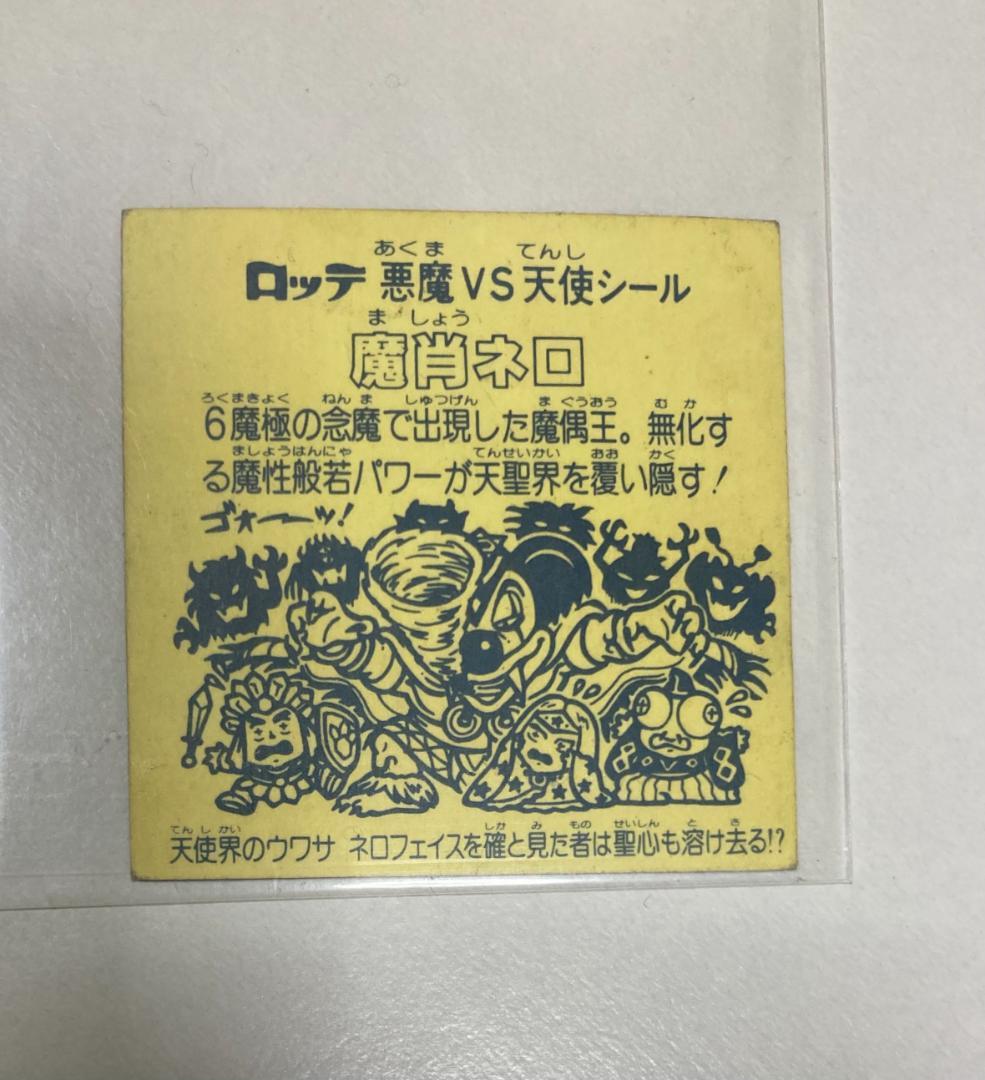 あくま てんし
ロッテ 悪魔VS天使シール
ま しょう
魔肖ネロ
ろくまきょく ねん ま しゅつげん ま ぐうおう む か
6魔極の念魔で出現した魔偶王。無化す
ましょうはんにゃ てんせいかい おお かく
る魔性般若パワーが天聖界を覆い隠す!
ゴォーーッ!
てん し かい しか み もの せいしん と さ
天使界のウワサ ネロフェイスを確と見た者は聖心も溶け去る!?